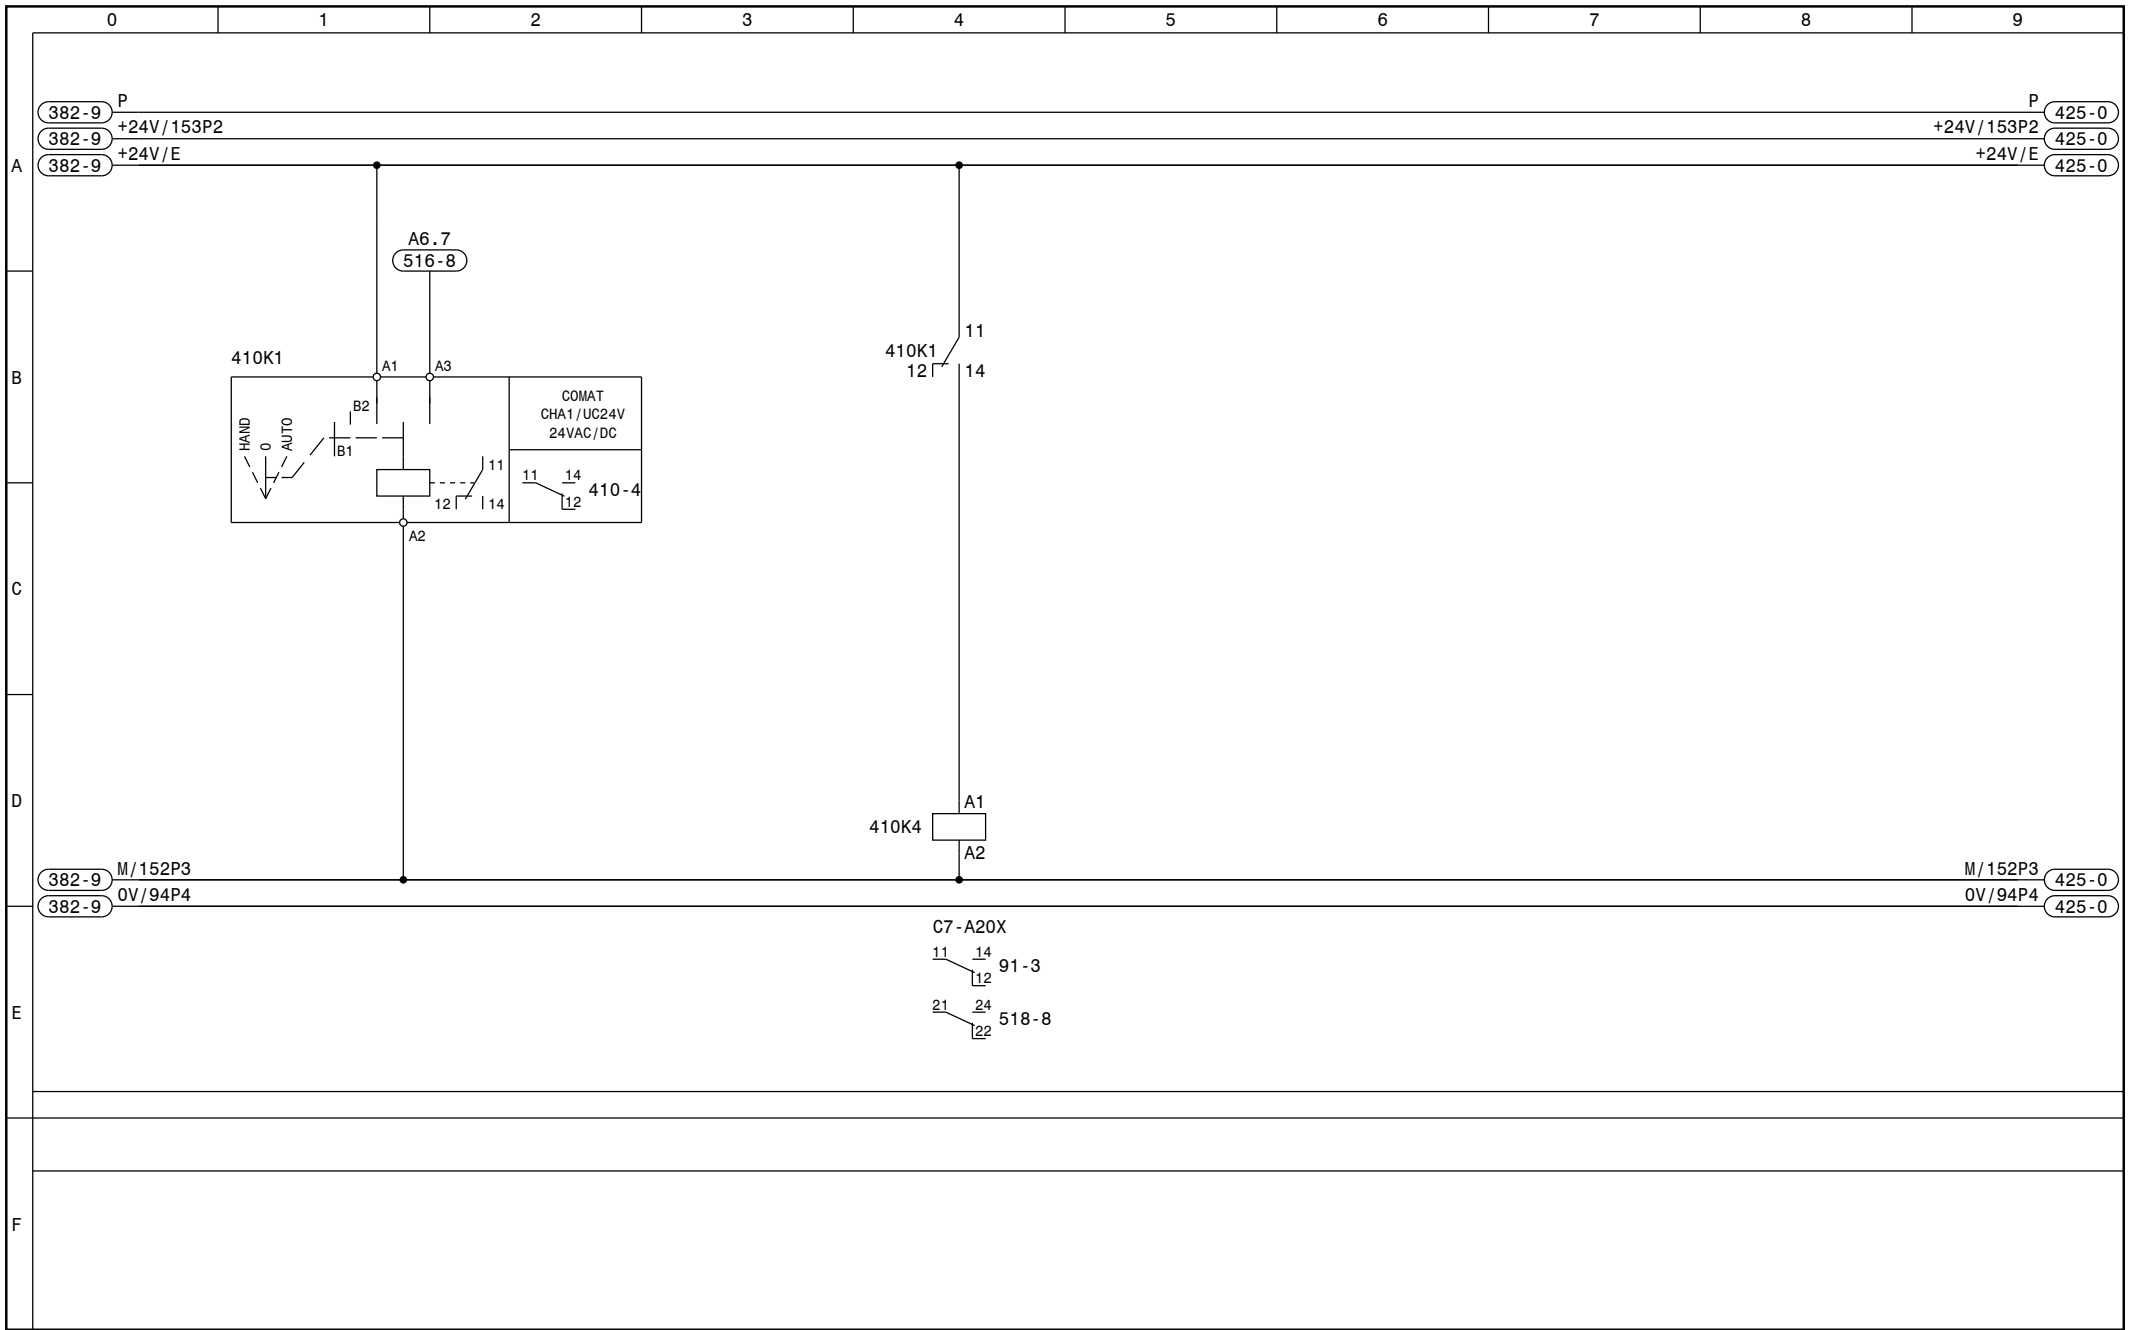 0 1 2 3 4 5 6 7 8 9
P P
382-9 425-0
+24V/153P2 +24V/153P2
382-9 425-0
+24V/E +24V/E
A 382-9 425-0
A6.7
516-8
11
410K1 410K1
12 14
A1 A3
B
COMAT
CHA1/UC24V
24VAC/DC
B2
HAND 0 AUTO
B1
11
11 14
410-4
12
12 14
A2
C
A1
D
410K4
A2
M/152P3 M/152P3
382-9 425-0
0V/94P4 0V/94P4
382-9 425-0
C7-A20X
11 14
91-3
12
21 24
E 518-8
22
F